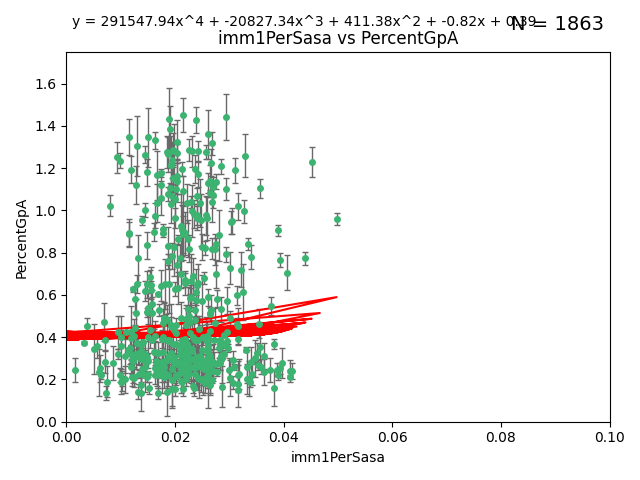 y = 291547.94x^4 + -20827.34x^3 + 411.38x^2 + -0.82x + 0.39
N = 1863
imm1PerSasa vs PercentGpA
PercentGpA
1.6
1.4
1.2
1.0
0.8
0.6
0.4
0.2
0.0
0.00 0.02 0.04 0.06 0.08 0.10
imm1PerSasa